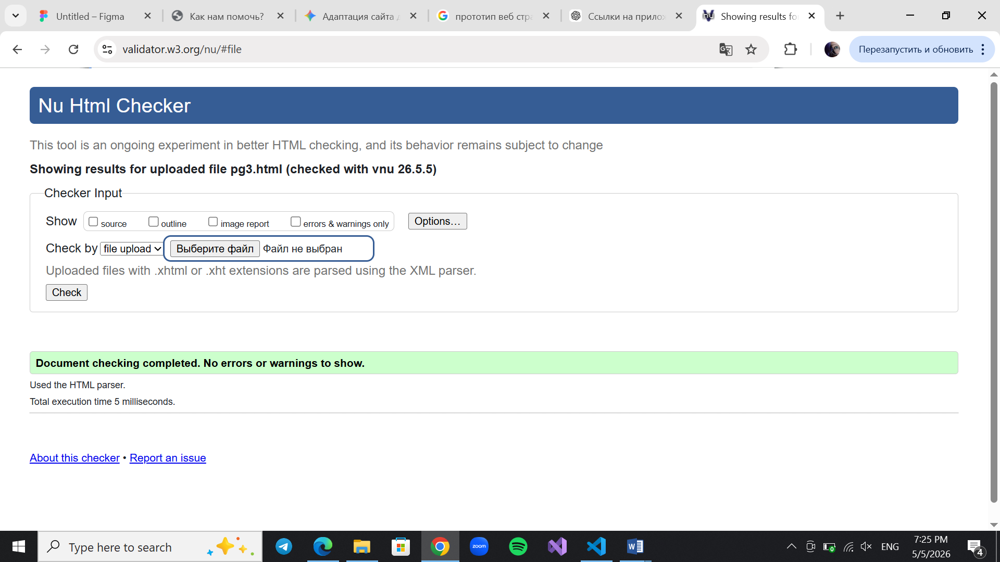 Untitled – Figma
Как нам помочь?
Адаптация сайта
прототип веб стра
Ссылки на прилож
Showing results fo
validator.w3.org/nu/#file
Перезапустить и обновить
Nu Html Checker
This tool is an ongoing experiment in better HTML checking, and its behavior remains subject to change
Showing results for uploaded file pg3.html (checked with vnu 26.5.5)
Checker Input
Show source outline image report errors & warnings only Options…
Check by file upload Выберите файл Файл не выбран
Uploaded files with .xhtml or .xht extensions are parsed using the XML parser.
Check
Document checking completed. No errors or warnings to show.
Used the HTML parser.
Total execution time 5 milliseconds.
About this checker • Report an issue
Type here to search
zoom
ENG
7:25 PM
5/5/2026
4